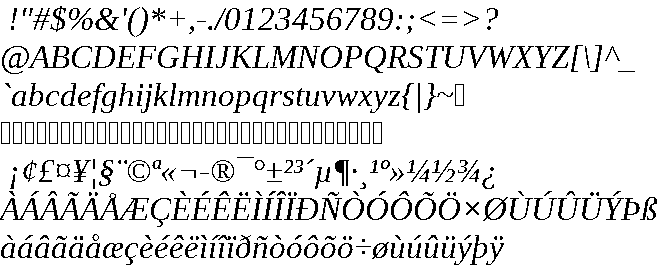 !"#$%&'()*+,-./0123456789:;<=>?
@ABCDEFGHIJKLMNOPQRSTUVWXYZ[\]^_
`abcdefghijklmnopqrstuvwxyz{|}~▯
▯▯▯▯▯▯▯▯▯▯▯▯▯▯▯▯▯▯▯▯▯▯▯▯▯▯▯▯▯▯▯▯
¡¢£¤¥¦§¨©ª«¬-®¯°±²³´µ¶·¸¹º»¼½¾¿
ÀÁÂÃÄÅÆÇÈÉÊËÌÍÎÏÐÑÒÓÔÕÖ×ØÙÚÛÜÝÞß
àáâãäåæçèéêëìíîïðñòóôõö÷øùúûüýþÿ